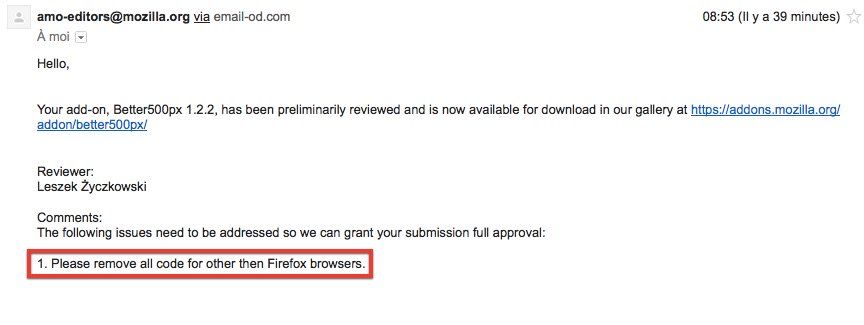 amo-editors@mozilla.org via email-od.com
08:53 (Il y a 39 minutes)
À moi
Hello,
Your add-on, Better500px 1.2.2, has been preliminarily reviewed and is now available for download in our gallery at https://addons.mozilla.org/
addon/better500px/
Reviewer:
Leszek Życzkowski
Comments:
The following issues need to be addressed so we can grant your submission full approval:
1. Please remove all code for other then Firefox browsers.